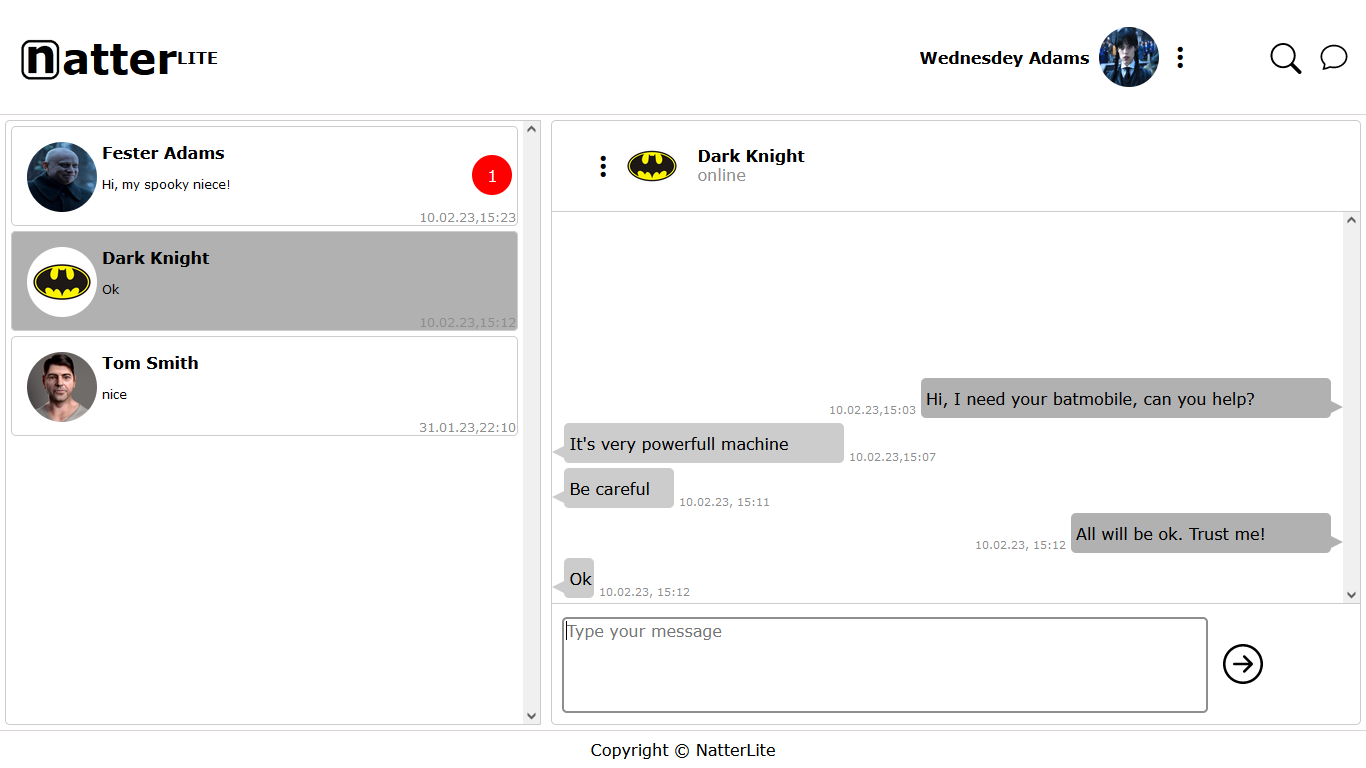 natterLITE
Wednesdey Adams
Fester Adams
Hi, my spooky niece!
1
10.02.23,15:23
Dark Knight
Ok
10.02.23,15:12
Tom Smith
nice
31.01.23,22:10
Dark Knight
online
10.02.23,15:03 Hi, I need your batmobile, can you help?
It's very powerfull machine 10.02.23,15:07
Be careful 10.02.23, 15:11
10.02.23, 15:12 All will be ok. Trust me!
Ok 10.02.23, 15:12
Type your message
Copyright © NatterLite